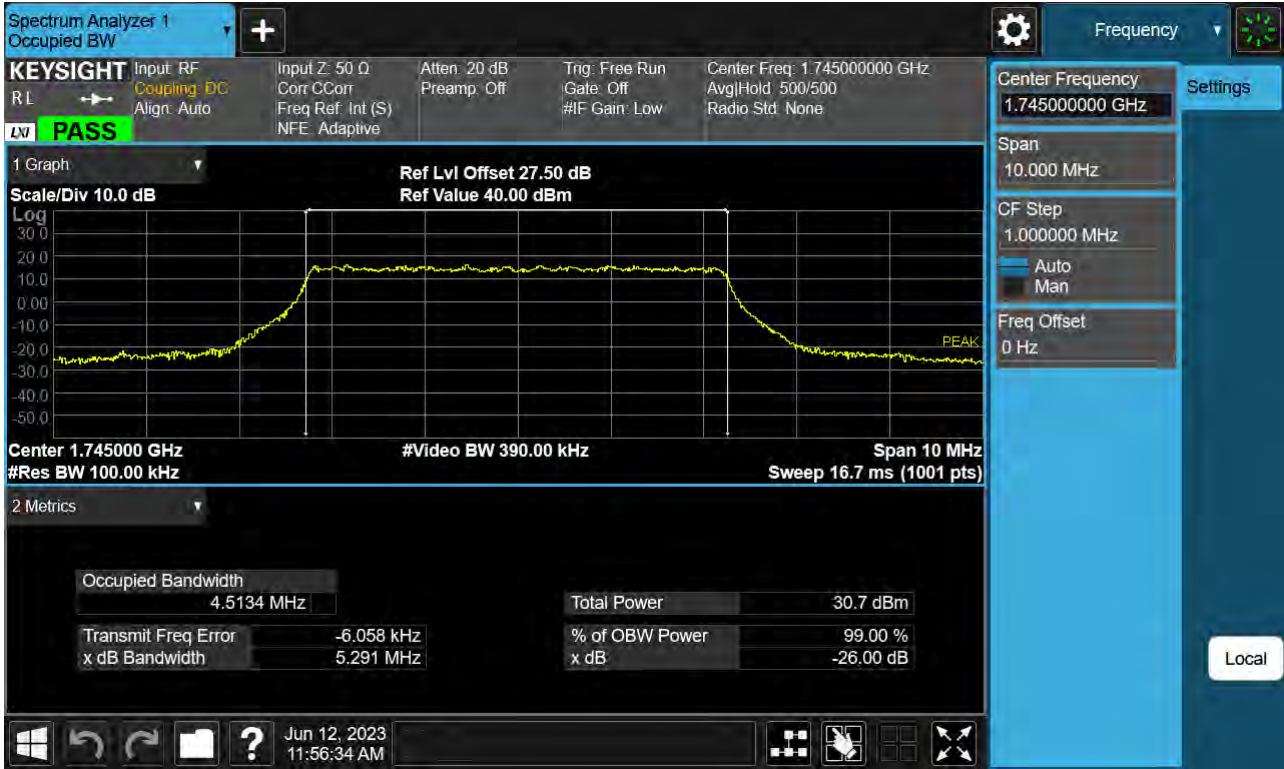 Spectrum Analyzer 1
Occupied BW
+
Frequency
KEYSIGHT
RL
LXI PASS
Input: RF
Coupling: DC
Align: Auto
Input Z: 50 Ω
Corr CCorr
Freq Ref: Int (S)
NFE: Adaptive
Atten: 20 dB
Preamp: Off
Trig: Free Run
Gate: Off
#IF Gain: Low
Center Freq: 1.745000000 GHz
Avg|Hold: 500/500
Radio Std: None
Center Frequency
1.745000000 GHz
Settings
Span
10.000 MHz
CF Step
1.000000 MHz
Auto
Man
Freq Offset
0 Hz
Local
1 Graph
Scale/Div 10.0 dB
Ref Lvl Offset 27.50 dB
Ref Value 40.00 dBm
Log
30.0
20.0
10.0
0.00
-10.0
-20.0
-30.0
-40.0
-50.0
PEAK
Center 1.745000 GHz
#Video BW 390.00 kHz
Span 10 MHz
#Res BW 100.00 kHz
Sweep 16.7 ms (1001 pts)
2 Metrics
Occupied Bandwidth
4.5134 MHz
Total Power 30.7 dBm
Transmit Freq Error -6.058 kHz
% of OBW Power 99.00 %
x dB Bandwidth 5.291 MHz
x dB -26.00 dB
?
Jun 12, 2023
11:56:34 AM